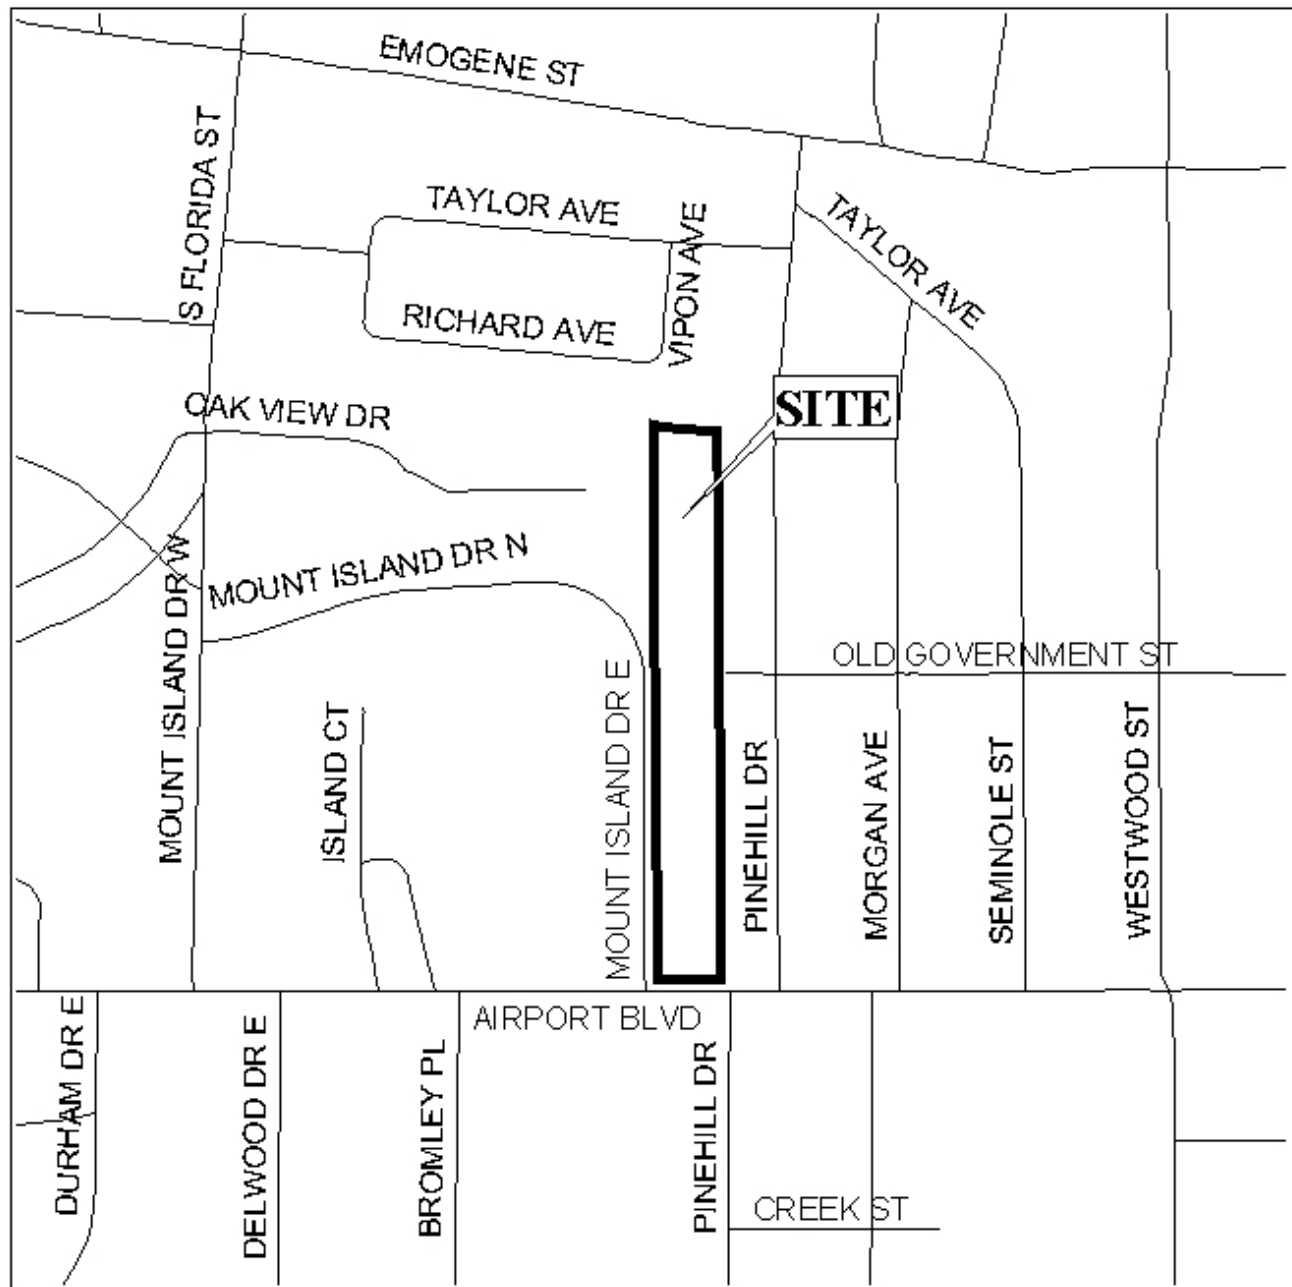 EMOGENE ST
S FLORIDA ST
TAYLOR AVE
VIPON AVE
TAYLOR AVE
RICHARD AVE
SITE
OAK VIEW DR
MOUNT ISLAND DR N
MOUNT ISLAND DR W
OLD GOVERNMENT ST
MOUNT ISLAND DR E
ISLAND CT
PINEHILL DR
MORGAN AVE
SEMINOLE ST
WESTWOOD ST
AIRPORT BLVD
DURHAM DR E
DELWOOD DR E
BROMLEY PL
PINEHILL DR
CREEK ST